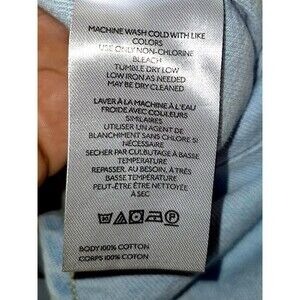 MACHINE WASH COLD WITH LIKE
COLORS
USE ONLY NON-CHLORINE
BLEACH
TUMBLE DRY LOW
LOW IRON AS NEEDED
MAY BE DRY CLEANED
LAVER À LA MACHINE À L'EAU
FROIDE AVEC COULEURS
SIMILAIRES
UTILISER UN AGENT DE
BLANCHIMENT SANS CHLORE SI
NÉCESSAIRE
SECHER PAR CULBUTAGE À BASSE
TEMPÉRATURE
REPASSER, AU BESOIN, À TRÈS
BASSE TEMPÉRATURE
PEUT-ÊTRE ÊTRE NETTOYÉE
À SEC
BODY 100% COTTON
CORPS 100% COTON